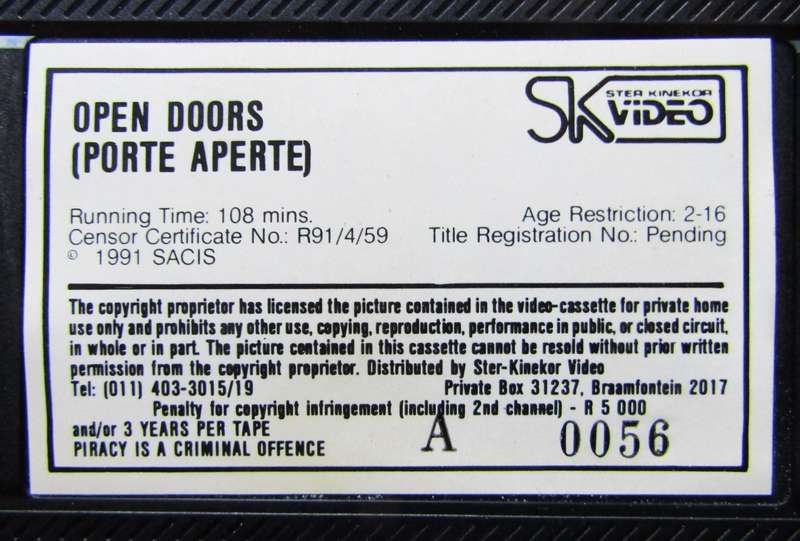 OPEN DOORS
(PORTE APERTE)
SK STER KINEKOR
VIDEO
Running Time: 108 mins.
Age Restriction: 2-16
Censor Certificate No.: R91/4/59
Title Registration No.: Pending
© 1991 SACIS
The copyright proprietor has licensed the picture contained in the video-cassette for private home
use only and prohibits any other use, copying, reproduction, performance in public, or closed circuit,
in whole or in part. The picture contained in this cassette cannot be resold without prior written
permission from the copyright proprietor. Distributed by Ster-Kinekor Video
Tel: (011) 403-3015/19 Private Box 31237, Braamfontein 2017
Penalty for copyright infringement (including 2nd channel) - R 5 000
and/or 3 YEARS PER TAPE
PIRACY IS A CRIMINAL OFFENCE
A 0056